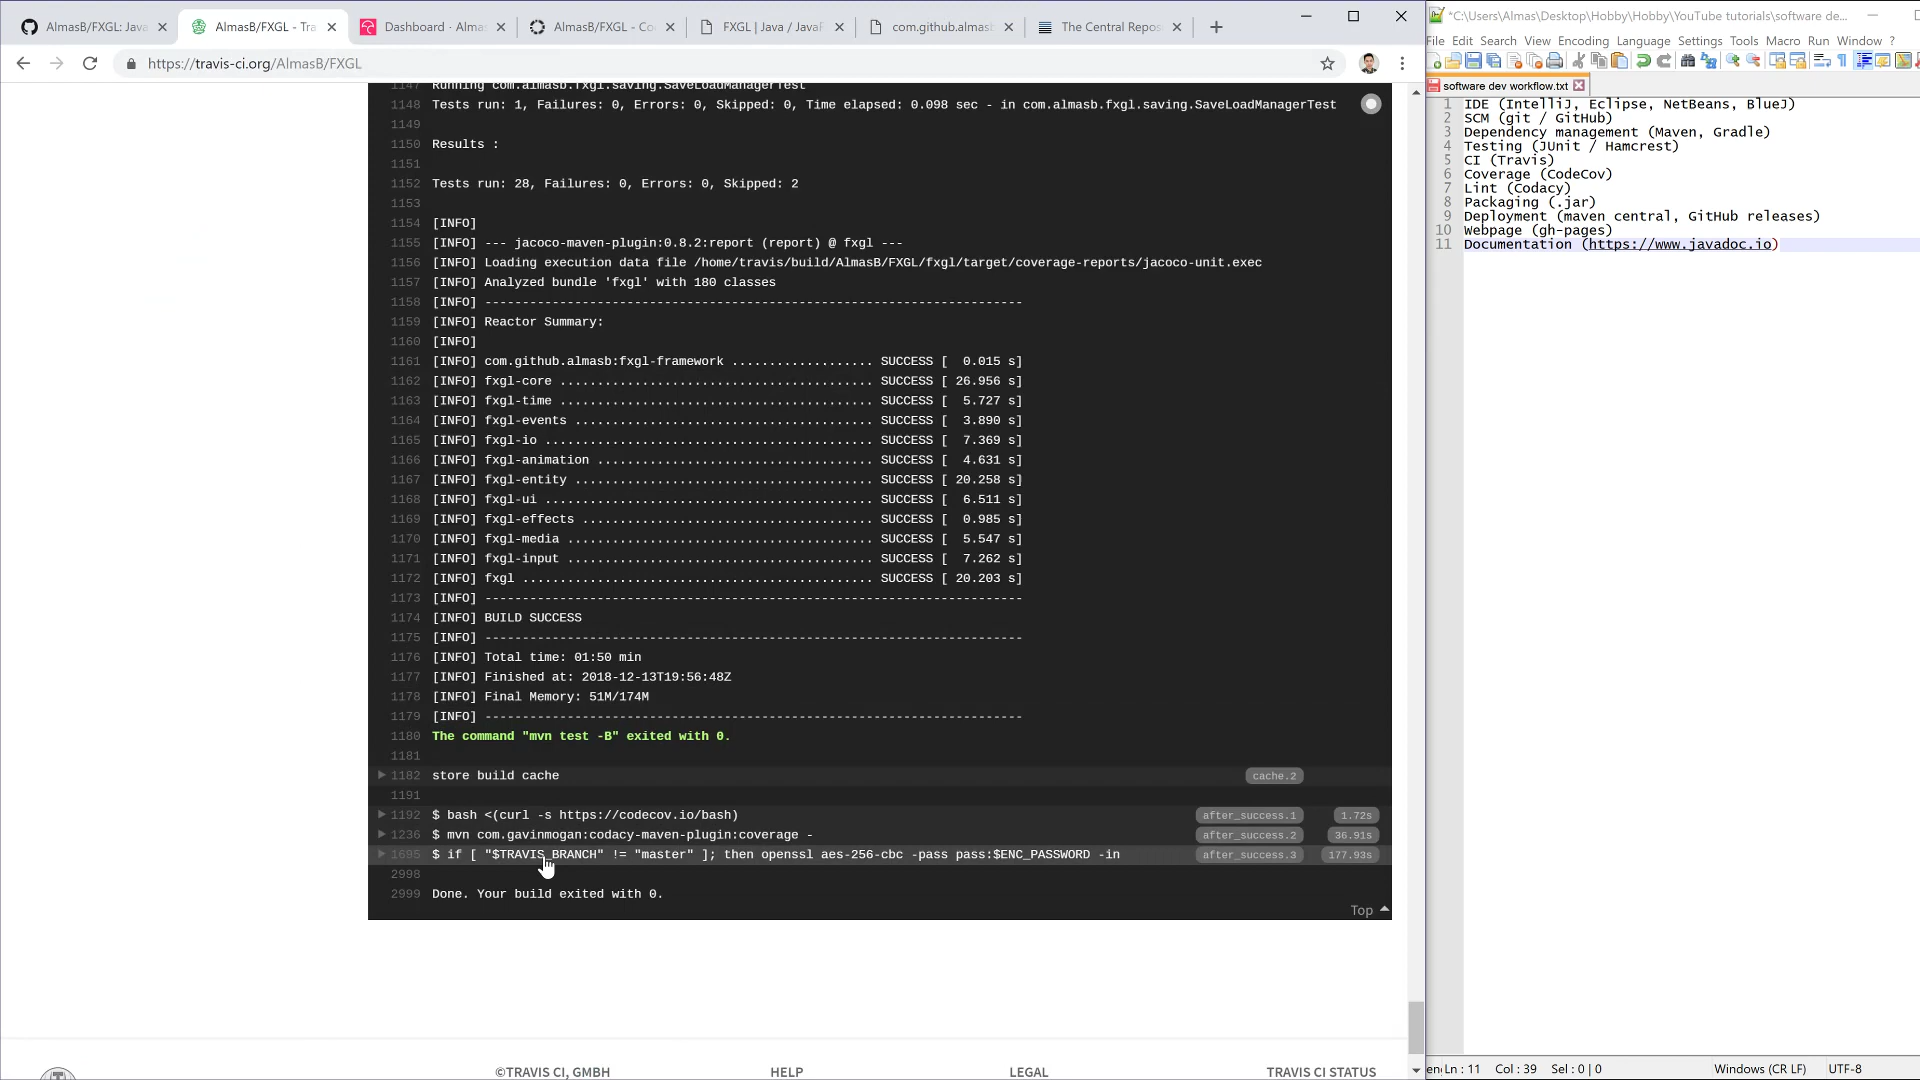 AlmasB/FXGL: Java
AlmasB/FXGL - Tra
Dashboard - Almas
AlmasB/FXGL - Co
FXGL | Java / JavaF
com.github.almas
The Central Repos
https://travis-ci.org/AlmasB/FXGL
1147 Running com.almasb.fxgl.saving.SaveLoadManagerTest
1148 Tests run: 1, Failures: 0, Errors: 0, Skipped: 0, Time elapsed: 0.098 sec - in com.almasb.fxgl.saving.SaveLoadManagerTest
1149
1150 Results :
1151
1152 Tests run: 28, Failures: 0, Errors: 0, Skipped: 2
1153
1154 [INFO]
1155 [INFO] --- jacoco-maven-plugin:0.8.2:report (report) @ fxgl ---
1156 [INFO] Loading execution data file /home/travis/build/AlmasB/FXGL/fxgl/target/coverage-reports/jacoco-unit.exec
1157 [INFO] Analyzed bundle 'fxgl' with 180 classes
1158 [INFO] ------------------------------------------------------------------------
1159 [INFO] Reactor Summary:
1160 [INFO]
1161 [INFO] com.github.almasb:fxgl-framework ................... SUCCESS [  0.015 s]
1162 [INFO] fxgl-core .......................................... SUCCESS [ 26.956 s]
1163 [INFO] fxgl-time .......................................... SUCCESS [  5.727 s]
1164 [INFO] fxgl-events ........................................ SUCCESS [  3.890 s]
1165 [INFO] fxgl-io ............................................ SUCCESS [  7.369 s]
1166 [INFO] fxgl-animation ..................................... SUCCESS [  4.631 s]
1167 [INFO] fxgl-entity ........................................ SUCCESS [ 20.258 s]
1168 [INFO] fxgl-ui ............................................ SUCCESS [  6.511 s]
1169 [INFO] fxgl-effects ....................................... SUCCESS [  0.985 s]
1170 [INFO] fxgl-media ......................................... SUCCESS [  5.547 s]
1171 [INFO] fxgl-input ......................................... SUCCESS [  7.262 s]
1172 [INFO] fxgl ............................................... SUCCESS [ 20.203 s]
1173 [INFO] ------------------------------------------------------------------------
1174 [INFO] BUILD SUCCESS
1175 [INFO] ------------------------------------------------------------------------
1176 [INFO] Total time: 01:50 min
1177 [INFO] Finished at: 2018-12-13T19:56:48Z
1178 [INFO] Final Memory: 51M/174M
1179 [INFO] ------------------------------------------------------------------------
1180 The command "mvn test -B" exited with 0.
1181
1182 store build cache cache.2
1191
1192 $ bash <(curl -s https://codecov.io/bash) after_success.1 1.72s
1236 $ mvn com.gavinmogan:codacy-maven-plugin:coverage - after_success.2 36.91s
1695 $ if [ "$TRAVIS_BRANCH" != "master" ]; then openssl aes-256-cbc -pass pass:$ENC_PASSWORD -in after_success.3 177.93s
2998
2999 Done. Your build exited with 0.
Top
©TRAVIS CI, GMBH HELP LEGAL TRAVIS CI STATUS
*C:\Users\Almas\Desktop\Hobby\Hobby\YouTube tutorials\software de...
File Edit Search View Encoding Language Settings Tools Macro Run Window ?
software dev workflow.txt
1 IDE (IntelliJ, Eclipse, NetBeans, BlueJ)
2 SCM (git / GitHub)
3 Dependency management (Maven, Gradle)
4 Testing (JUnit / Hamcrest)
5 CI (Travis)
6 Coverage (CodeCov)
7 Lint (Codacy)
8 Packaging (.jar)
9 Deployment (maven central, GitHub releases)
10 Webpage (gh-pages)
11 Documentation (https://www.javadoc.io)
en Ln : 11 Col : 39 Sel : 0 | 0 Windows (CR LF) UTF-8